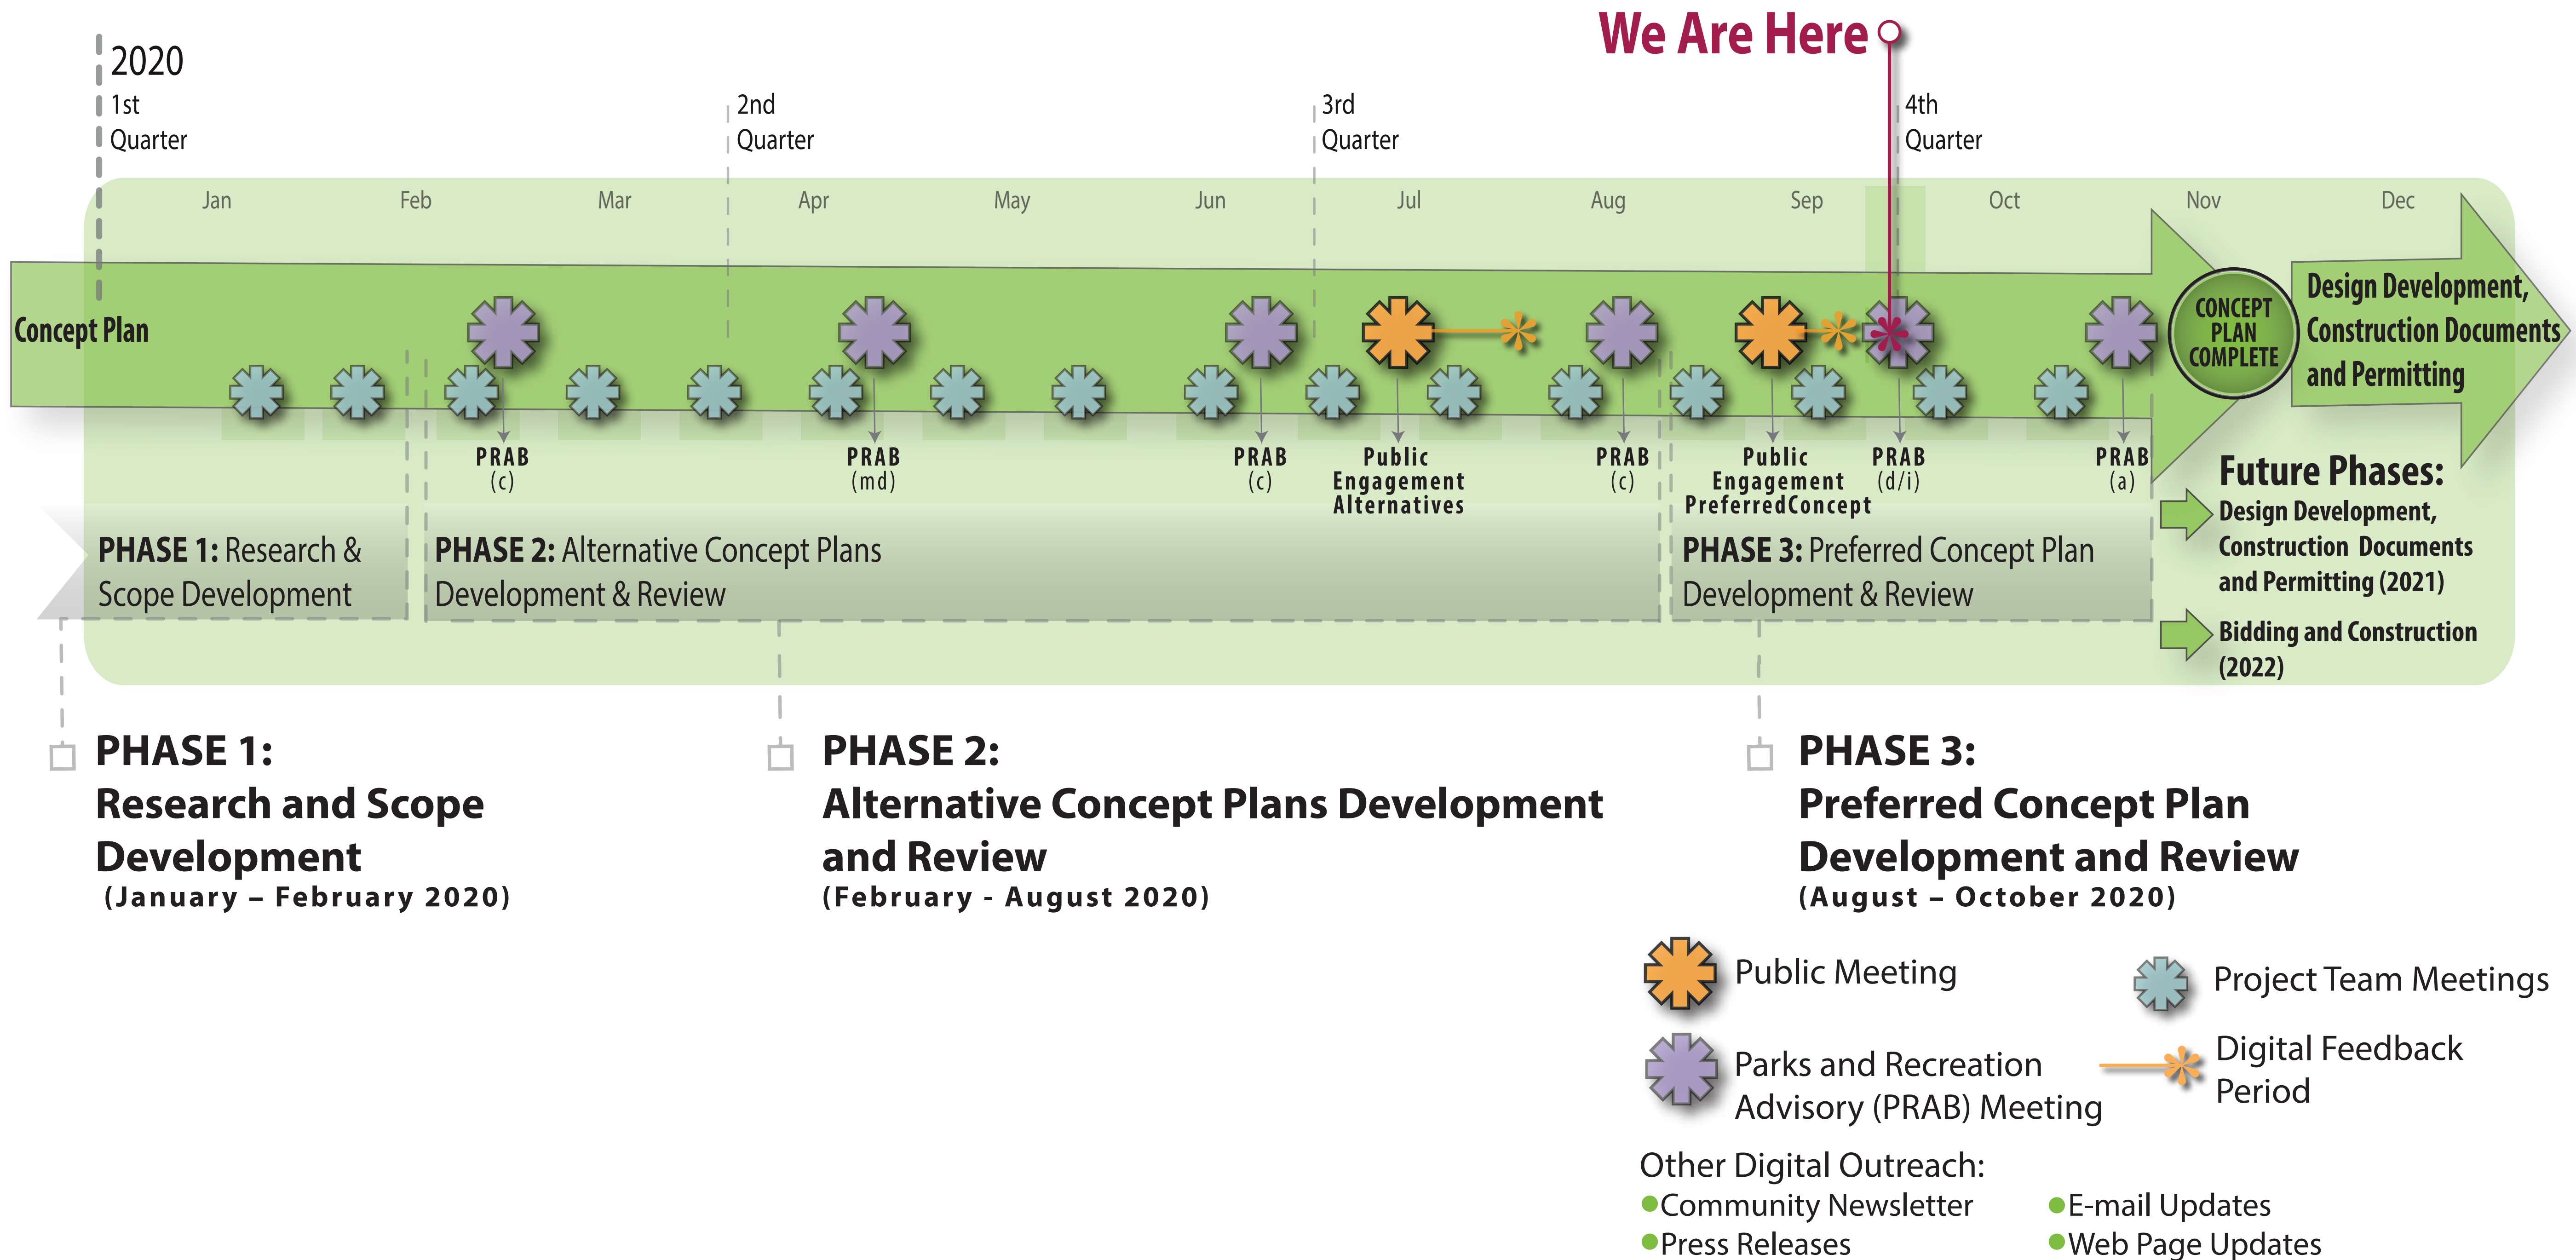 We Are Here
2020
1st
Quarter
2nd
Quarter
3rd
Quarter
4th
Quarter
Jan Feb Mar Apr May Jun Jul Aug Sep Oct Nov Dec
Concept Plan
CONCEPT
PLAN
COMPLETE
Design Development,
Construction Documents
and Permitting
PRAB
(c)
PRAB
(md)
PRAB
(c)
Public
Engagement
Alternatives
PRAB
(c)
Public
Engagement
PreferredConcept
PRAB
(d/i)
PRAB
(a)
PHASE 1: Research &
Scope Development
PHASE 2: Alternative Concept Plans
Development & Review
PHASE 3: Preferred Concept Plan
Development & Review
Future Phases:
Design Development,
Construction Documents
and Permitting (2021)
Bidding and Construction
(2022)
PHASE 1:
Research and Scope
Development
(January – February 2020)
PHASE 2:
Alternative Concept Plans Development
and Review
(February - August 2020)
PHASE 3:
Preferred Concept Plan
Development and Review
(August – October 2020)
Public Meeting
Project Team Meetings
Parks and Recreation
Advisory (PRAB) Meeting
Digital Feedback
Period
Other Digital Outreach:
Community Newsletter
Press Releases
E-mail Updates
Web Page Updates